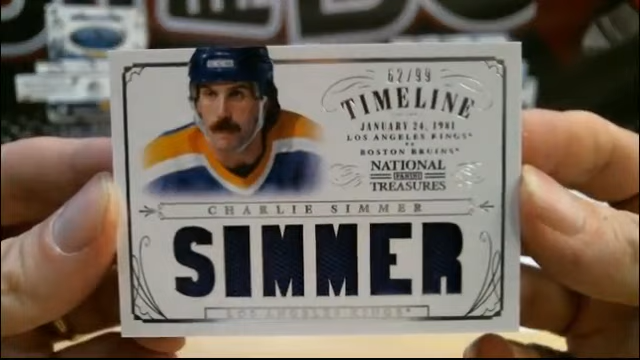 62/99
TIMELINE
JANUARY 24, 1981
LOS ANGELES KINGS
VS
BOSTON BRUINS
NATIONAL
PANINI
TREASURES
CHARLIE SIMMER
SIMMER
LOS ANGELES KINGS